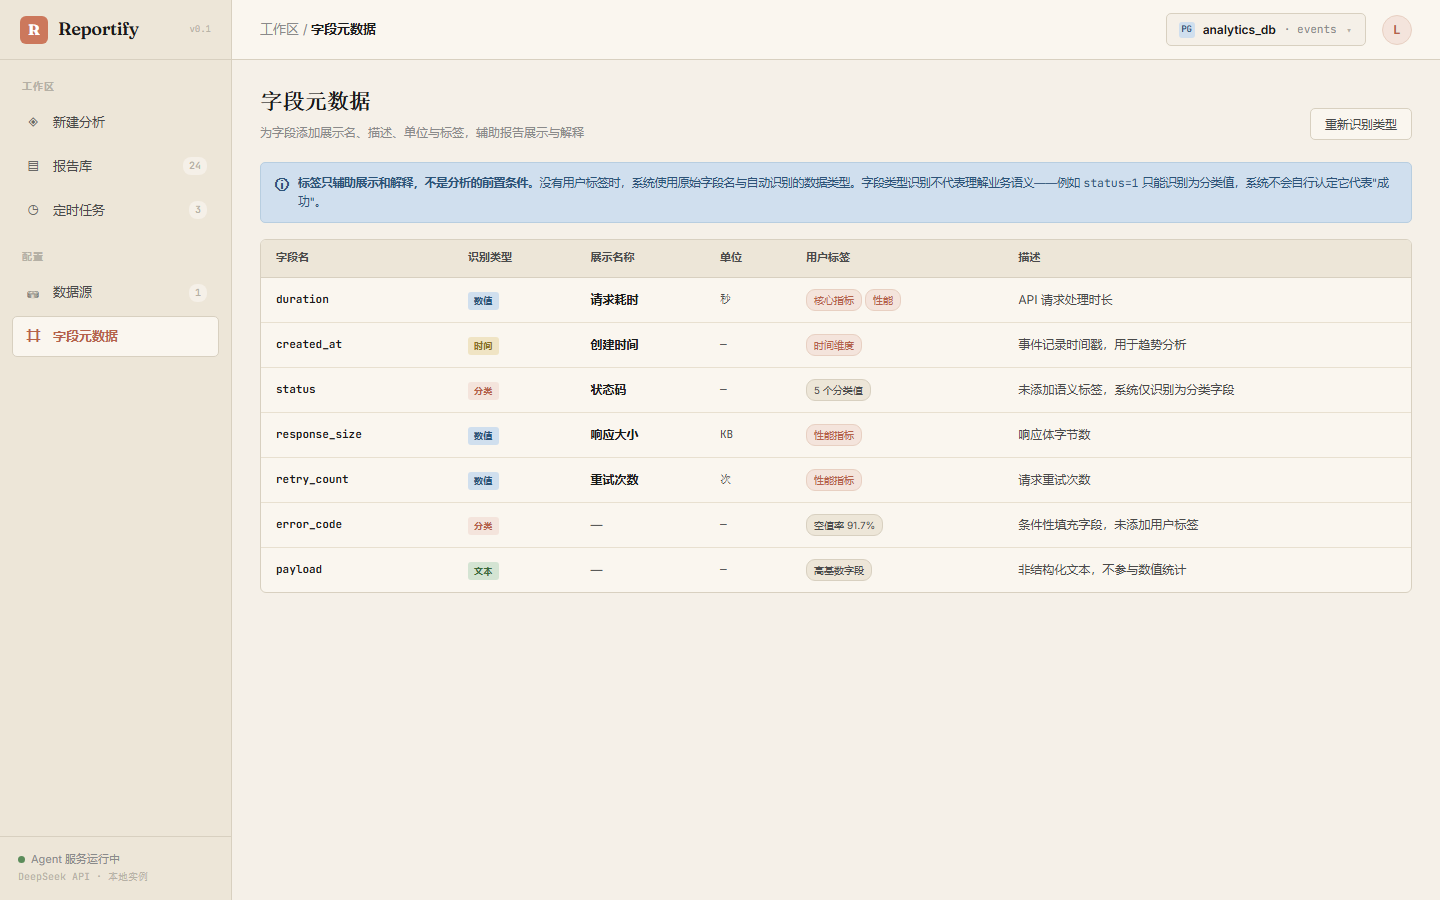 R Reportify v0.1
工作区 / 字段元数据
PG analytics_db · events
L
工作区
新建分析
报告库 24
定时任务 3
配置
数据源 1
字段元数据
字段元数据
为字段添加展示名、描述、单位与标签，辅助报告展示与解释
重新识别类型
标签只辅助展示和解释，不是分析的前置条件。没有用户标签时，系统使用原始字段名与自动识别的数据类型。字段类型识别不代表理解业务语义——例如 status=1 只能识别为分类值，系统不会自行认定它代表"成
功"。
字段名 识别类型 展示名称 单位 用户标签 描述
duration 数值 请求耗时 秒 核心指标 性能 API 请求处理时长
created_at 时间 创建时间 — 时间维度 事件记录时间戳，用于趋势分析
status 分类 状态码 — 5 个分类值 未添加语义标签，系统仅识别为分类字段
response_size 数值 响应大小 KB 性能指标 响应体字节数
retry_count 数值 重试次数 次 性能指标 请求重试次数
error_code 分类 — — 空值率 91.7% 条件性填充字段，未添加用户标签
payload 文本 — — 高基数字段 非结构化文本，不参与数值统计
Agent 服务运行中
DeepSeek API · 本地实例